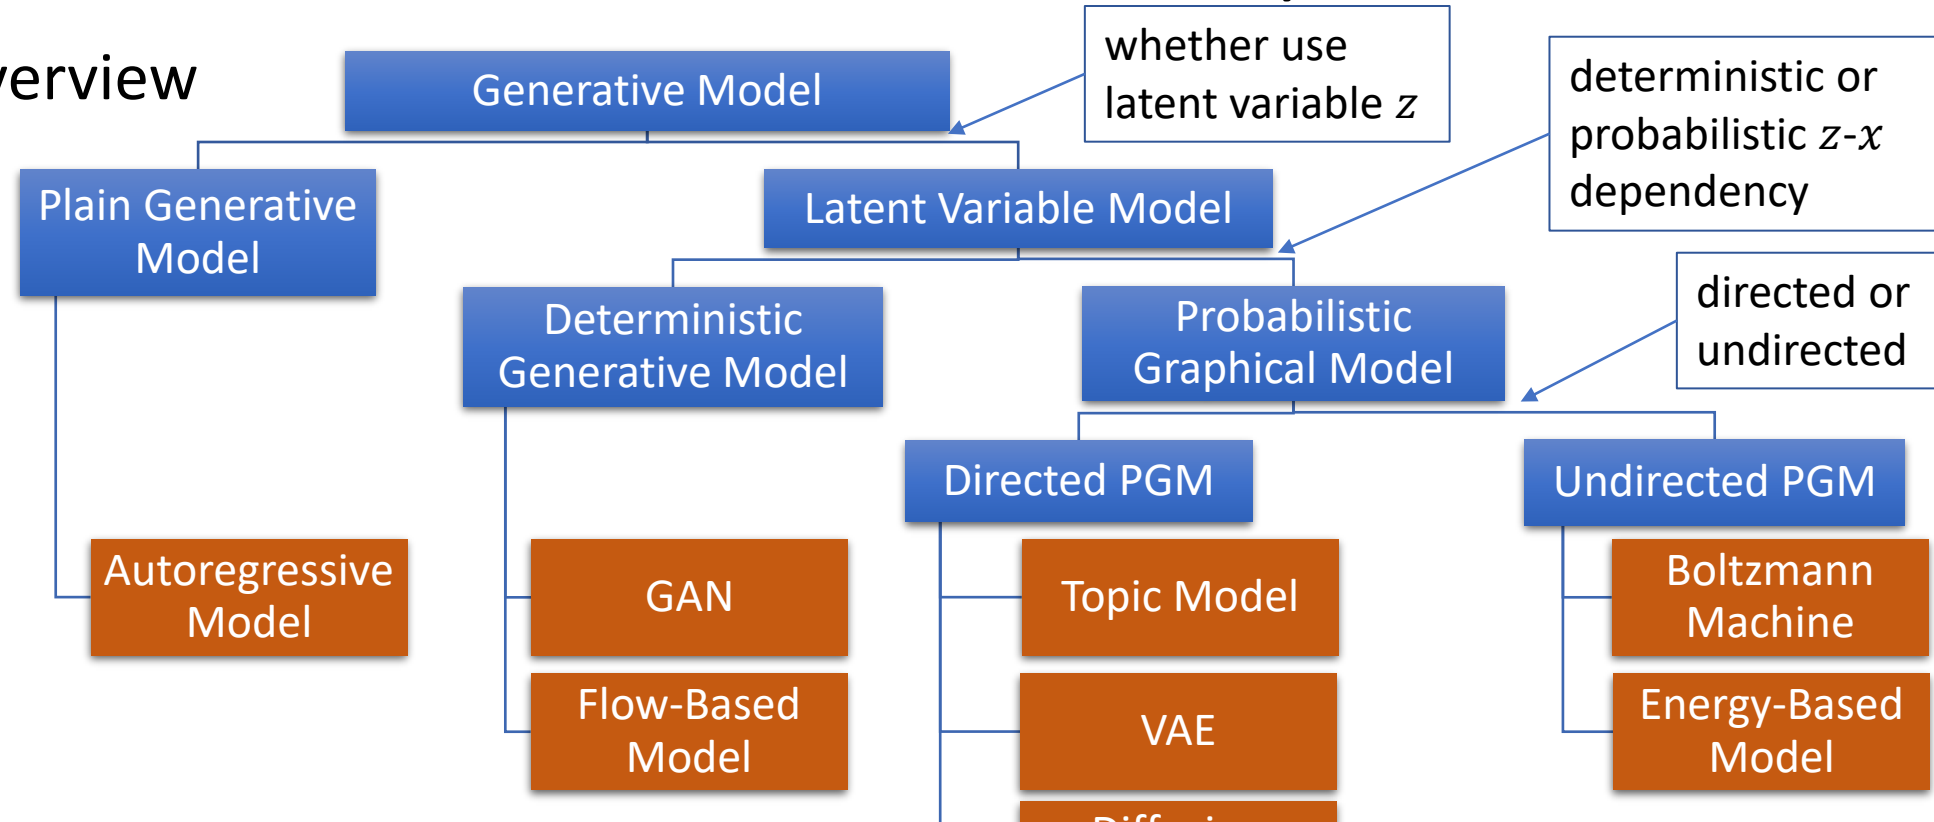 verview
Generative Model
whether use
latent variable z
deterministic or
probabilistic z-x
dependency
Plain Generative
Model
Latent Variable Model
directed or
undirected
Deterministic
Generative Model
Probabilistic
Graphical Model
Directed PGM
Undirected PGM
Autoregressive
Model
GAN
Topic Model
Boltzmann
Machine
Flow-Based
Model
VAE
Energy-Based
Model